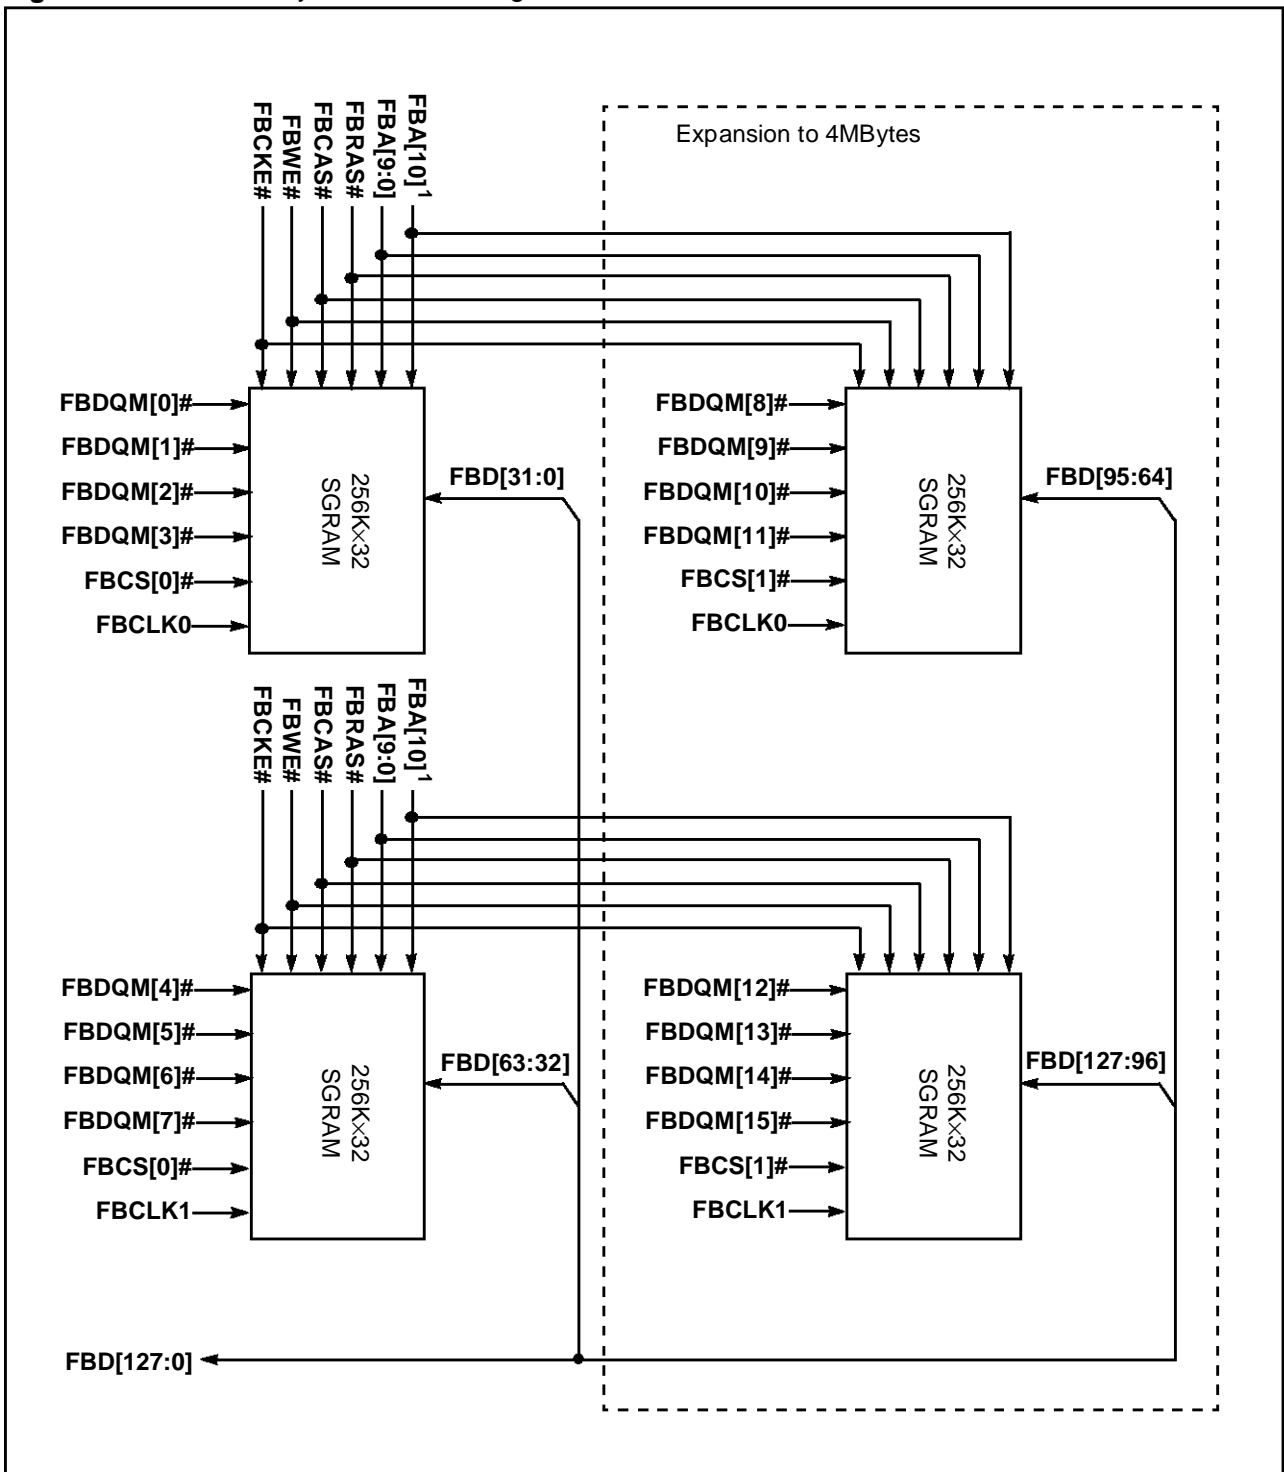 FBCKE#
FBWE#
FBCAS#
FBRAS#
FBA[9:0]
FBA[10]1
Expansion to 4MBytes
FBDQM[0]#
FBDQM[1]#
FBDQM[2]#
FBDQM[3]#
FBCS[0]#
FBCLK0
256K×32
SGRAM
FBD[31:0]
FBDQM[8]#
FBDQM[9]#
FBDQM[10]#
FBDQM[11]#
FBCS[1]#
FBCLK0
256K×32
SGRAM
FBD[95:64]
FBCKE#
FBWE#
FBCAS#
FBRAS#
FBA[9:0]
FBA[10]1
FBDQM[4]#
FBDQM[5]#
FBDQM[6]#
FBDQM[7]#
FBCS[0]#
FBCLK1
256K×32
SGRAM
FBD[63:32]
FBDQM[12]#
FBDQM[13]#
FBDQM[14]#
FBDQM[15]#
FBCS[1]#
FBCLK1
256K×32
SGRAM
FBD[127:96]
FBD[127:0]